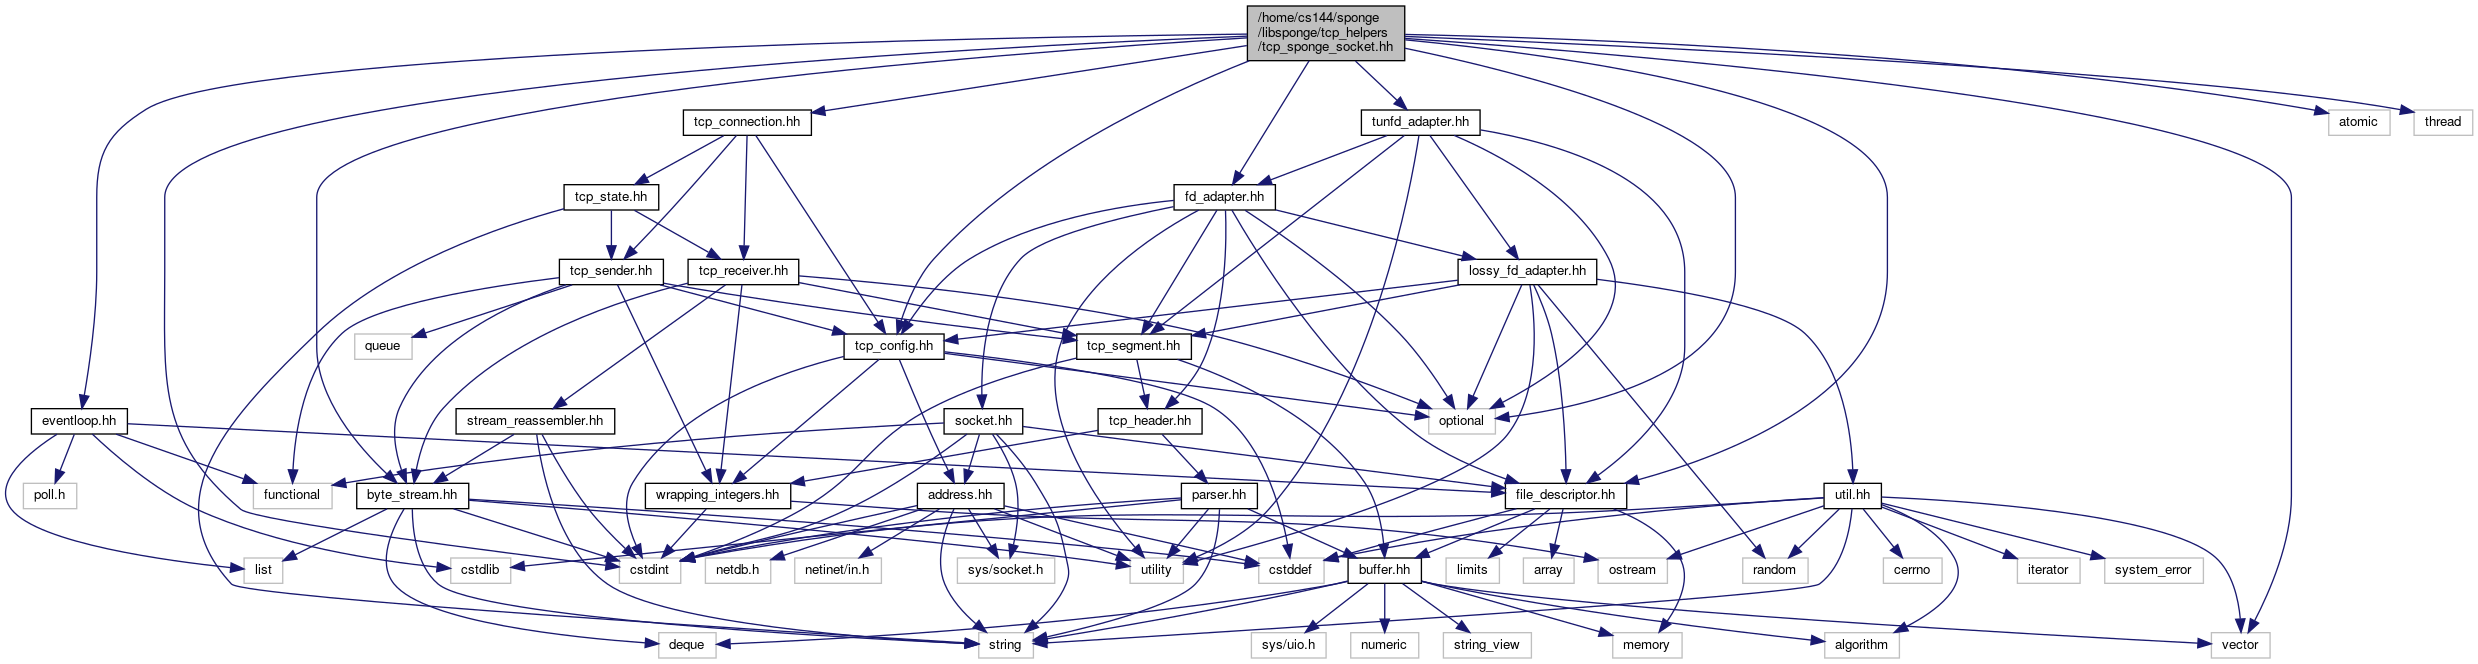 /home/cs144/sponge
/libsponge/tcp_helpers
/tcp_sponge_socket.hh
tcp_connection.hh
tunfd_adapter.hh
atomic
thread
tcp_state.hh
fd_adapter.hh
tcp_sender.hh
tcp_receiver.hh
lossy_fd_adapter.hh
queue
tcp_config.hh
tcp_segment.hh
eventloop.hh
stream_reassembler.hh
socket.hh
tcp_header.hh
optional
poll.h
functional
byte_stream.hh
wrapping_integers.hh
address.hh
parser.hh
file_descriptor.hh
util.hh
list
cstdlib
cstdint
netdb.h
netinet/in.h
sys/socket.h
utility
cstddef
buffer.hh
limits
array
ostream
random
cerrno
iterator
system_error
deque
string
sys/uio.h
numeric
string_view
memory
algorithm
vector